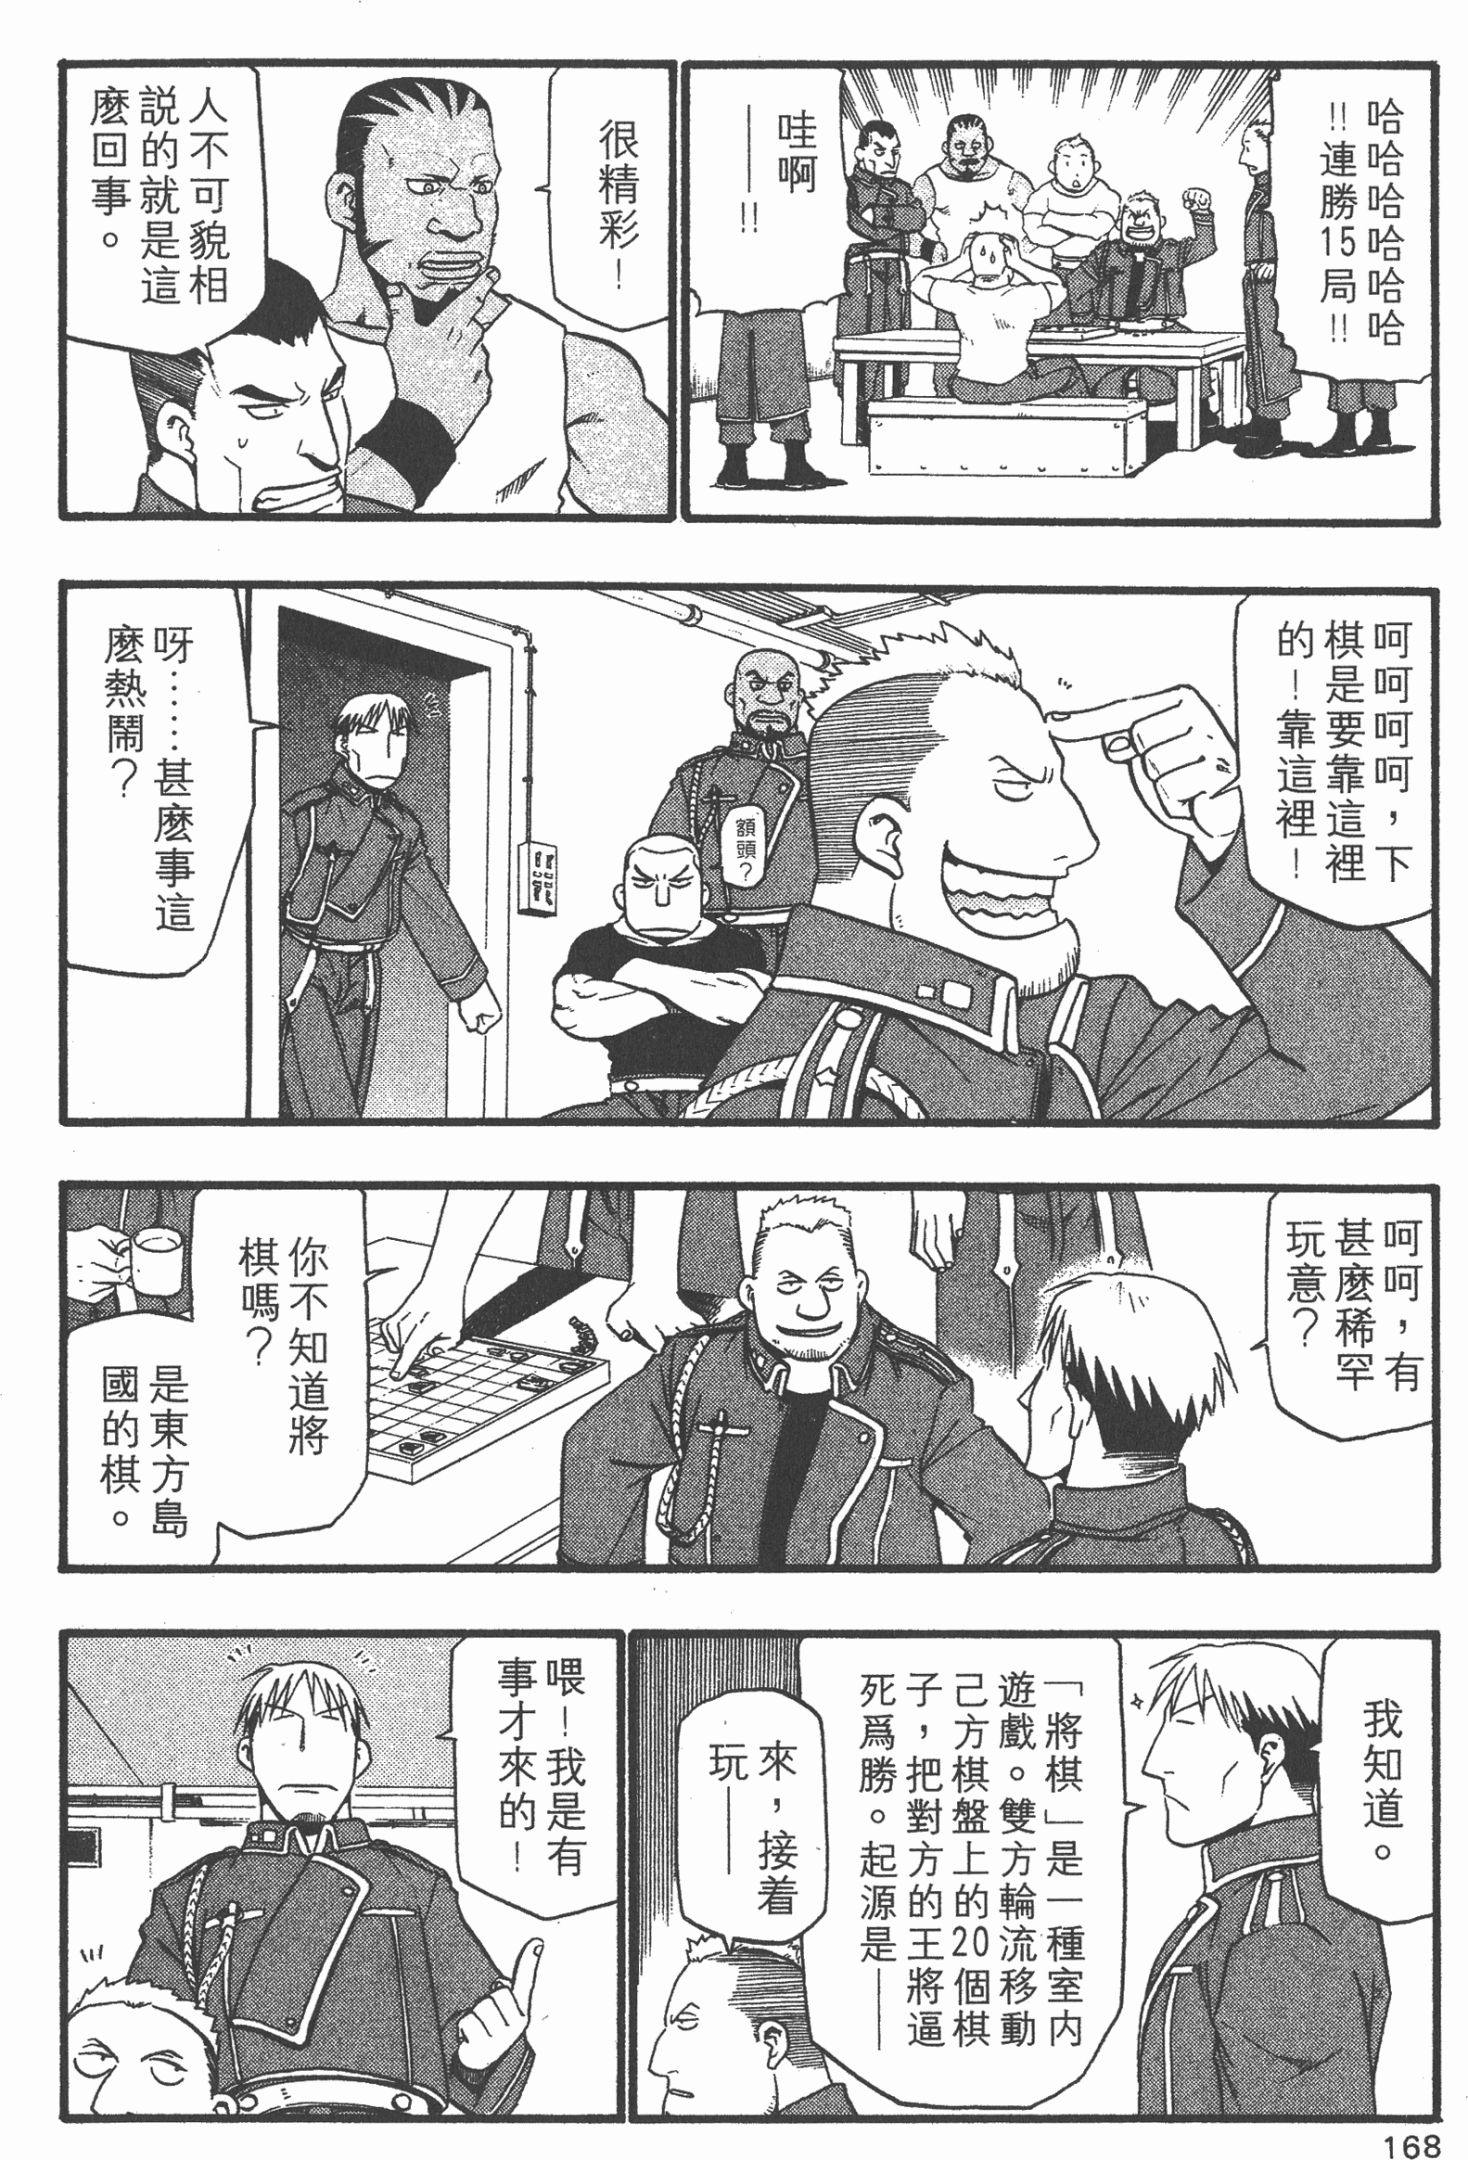 哈哈哈哈哈哈
!!連勝15局!!
哇啊
——!!
很精彩!
人不可貌相
説的就是這
麼回事。
呵呵呵呵，下
棋是要靠這裡
的!靠這裡!
額頭?
呀……甚麼事這
麼熱鬧?
呵呵，有
甚麼稀罕
玩意?
你不知道將
棋嗎?
是東方島
國的棋。
我知道。
「將棋」是一種室内
遊戲。雙方輪流移動
己方棋盤上的20個棋
子，把對方的王將逼
死爲勝。起源是——
來，接着
玩——
喂!我是有
事才來的!
168